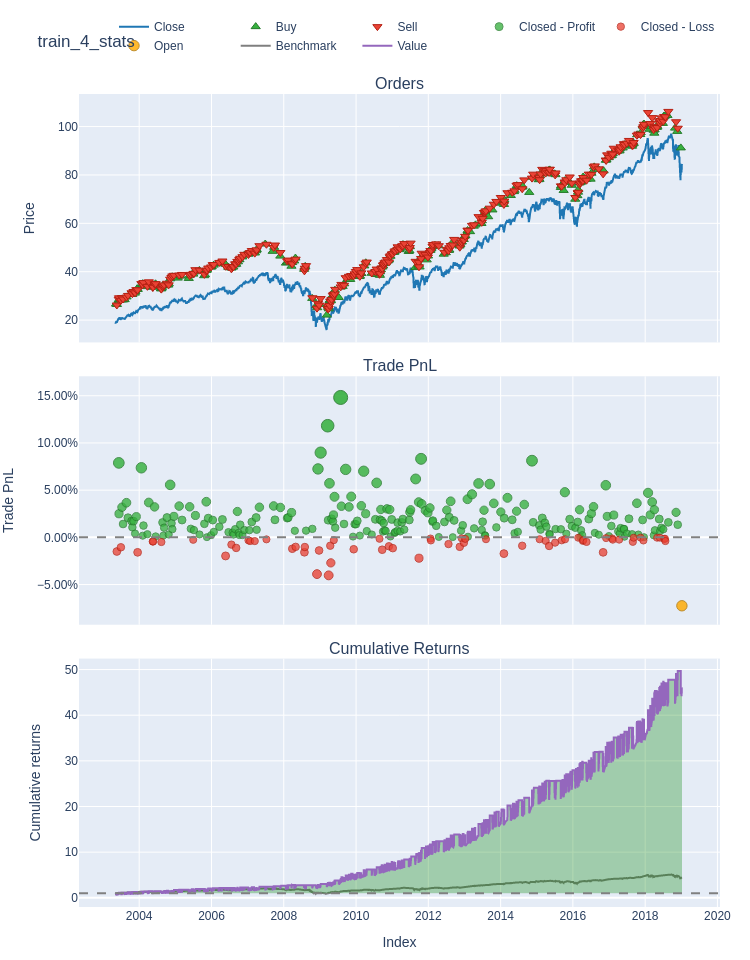 train_4_stats
Close
Buy
Sell
Closed - Profit
Closed - Loss
Open
Benchmark
Value
Orders
Price
100
80
60
40
20
Trade PnL
Trade PnL
15.00%
10.00%
5.00%
0.00%
−5.00%
Cumulative Returns
Cumulative returns
50
40
30
20
10
0
2004 2006 2008 2010 2012 2014 2016 2018 2020
Index